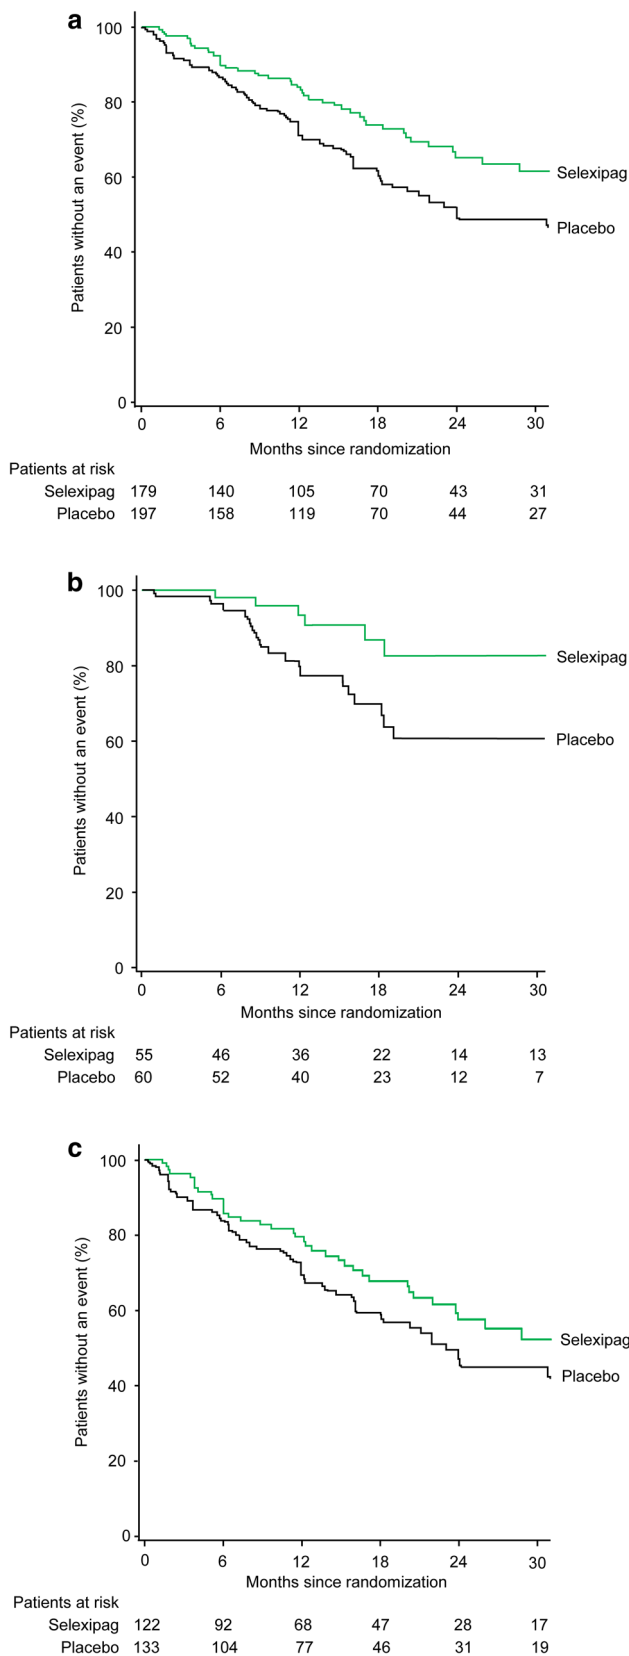 a
Patients without an event (%)
100
80
60
40
20
0
Selexipag
Placebo
0 6 12 18 24 30
Months since randomization
Patients at risk
Selexipag 179 140 105 70 43 31
Placebo 197 158 119 70 44 27
b
Patients without an event (%)
100
80
60
40
20
0
Selexipag
Placebo
0 6 12 18 24 30
Months since randomization
Patients at risk
Selexipag 55 46 36 22 14 13
Placebo 60 52 40 23 12 7
c
Patients without an event (%)
100
80
60
40
20
0
Selexipag
Placebo
0 6 12 18 24 30
Months since randomization
Patients at risk
Selexipag 122 92 68 47 28 17
Placebo 133 104 77 46 31 19